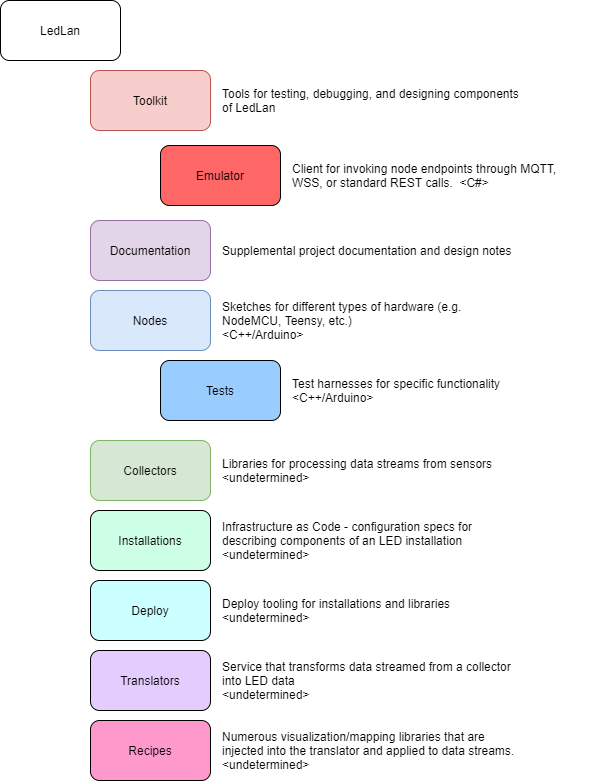 LedLan
Toolkit
Tools for testing, debugging, and designing components
of LedLan
Emulator
Client for invoking node endpoints through MQTT,
WSS, or standard REST calls.  <C#>
Documentation
Supplemental project documentation and design notes
Nodes
Sketches for different types of hardware (e.g.
NodeMCU, Teensy, etc.)
<C++/Arduino>
Tests
Test harnesses for specific functionality
<C++/Arduino>
Collectors
Libraries for processing data streams from sensors
<undetermined>
Installations
Infrastructure as Code - configuration specs for
describing components of an LED installation
<undetermined>
Deploy
Deploy tooling for installations and libraries
<undetermined>
Translators
Service that transforms data streamed from a collector
into LED data
<undetermined>
Recipes
Numerous visualization/mapping libraries that are
injected into the translator and applied to data streams.
<undetermined>